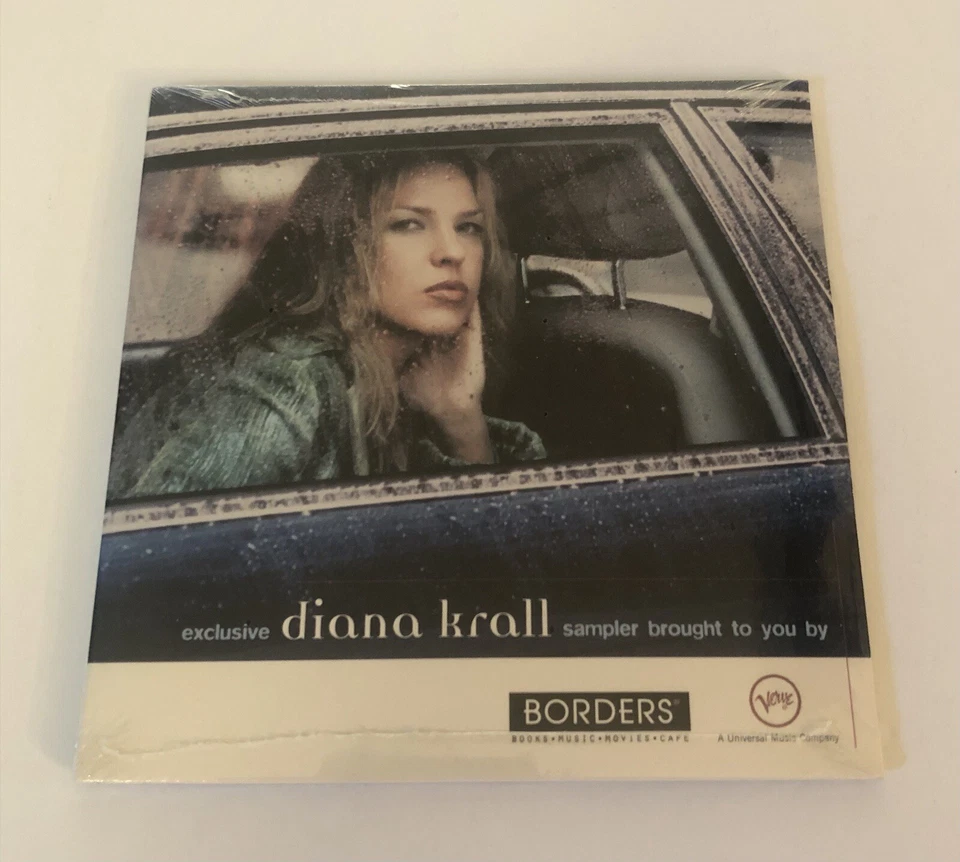 exclusive diana krall sampler brought to you by
BORDERS®
BOOKS•MUSIC•MOVIES•CAFE
Verve
A Universal Music Company